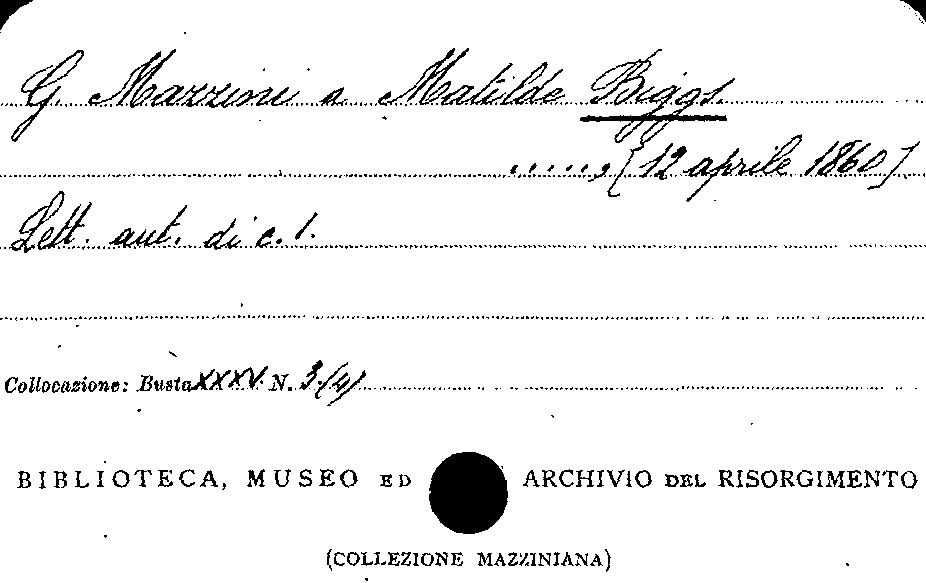 G. Mazzini a Matilde Biggs.
....., [12 aprile 1860].
Lett. aut. di c. 1.
Collocazione: Busta XXXV. N. 3/(4)
BIBLIOTECA, MUSEO ED ARCHIVIO DEL RISORGIMENTO
(COLLEZIONE MAZZINIANA)